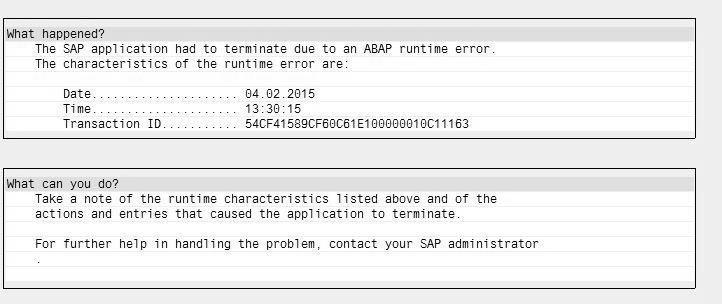 What happened?
The SAP application had to terminate due to an ABAP runtime error.
The characteristics of the runtime error are:
Date..................... 04.02.2015
Time..................... 13:30:15
Transaction ID........... 54CF41589CF60C61E100000010C11163
What can you do?
Take a note of the runtime characteristics listed above and of the
actions and entries that caused the application to terminate.
For further help in handling the problem, contact your SAP administrator
.